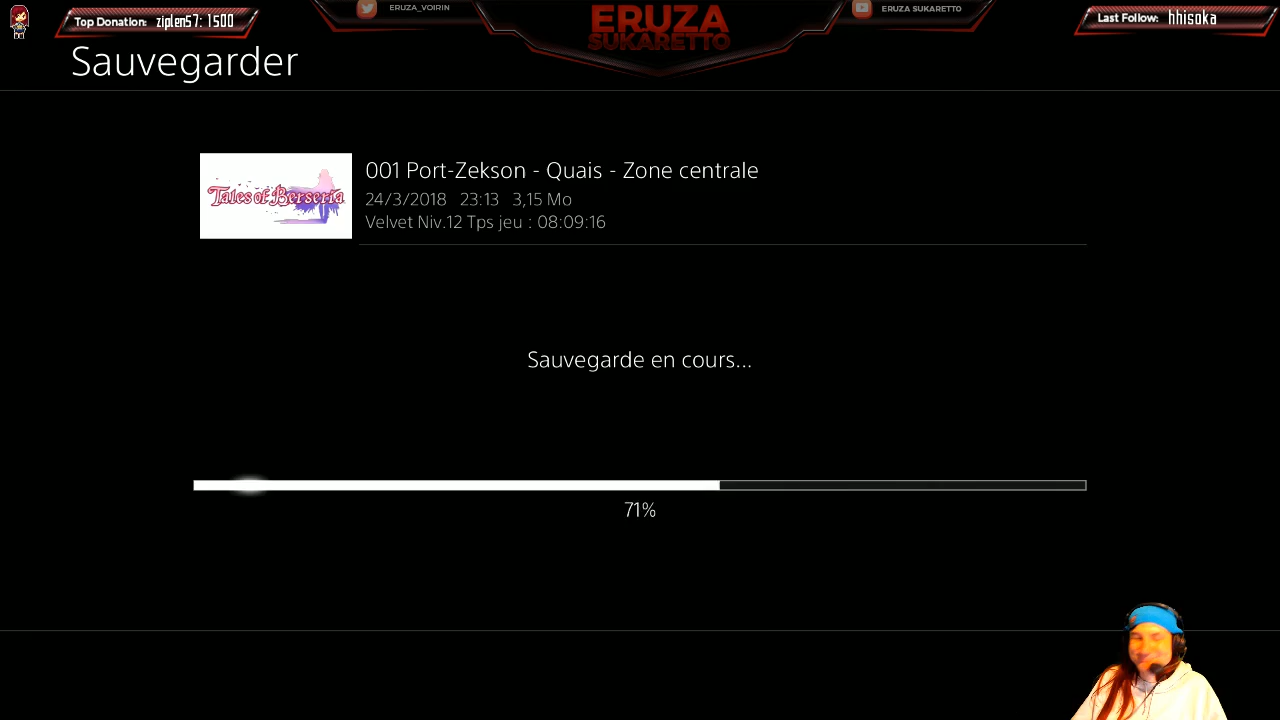 Top Donation: ziplen57: 1500
ERUZA_VOIRIN
ERUZA
SUKARETTO
ERUZA SUKARETTO
Last Follow: hhisoka
Sauvegarder
Tales of Berseria
001 Port-Zekson - Quais - Zone centrale
24/3/2018 23:13 3,15 Mo
Velvet Niv.12 Tps jeu : 08:09:16
Sauvegarde en cours...
71%